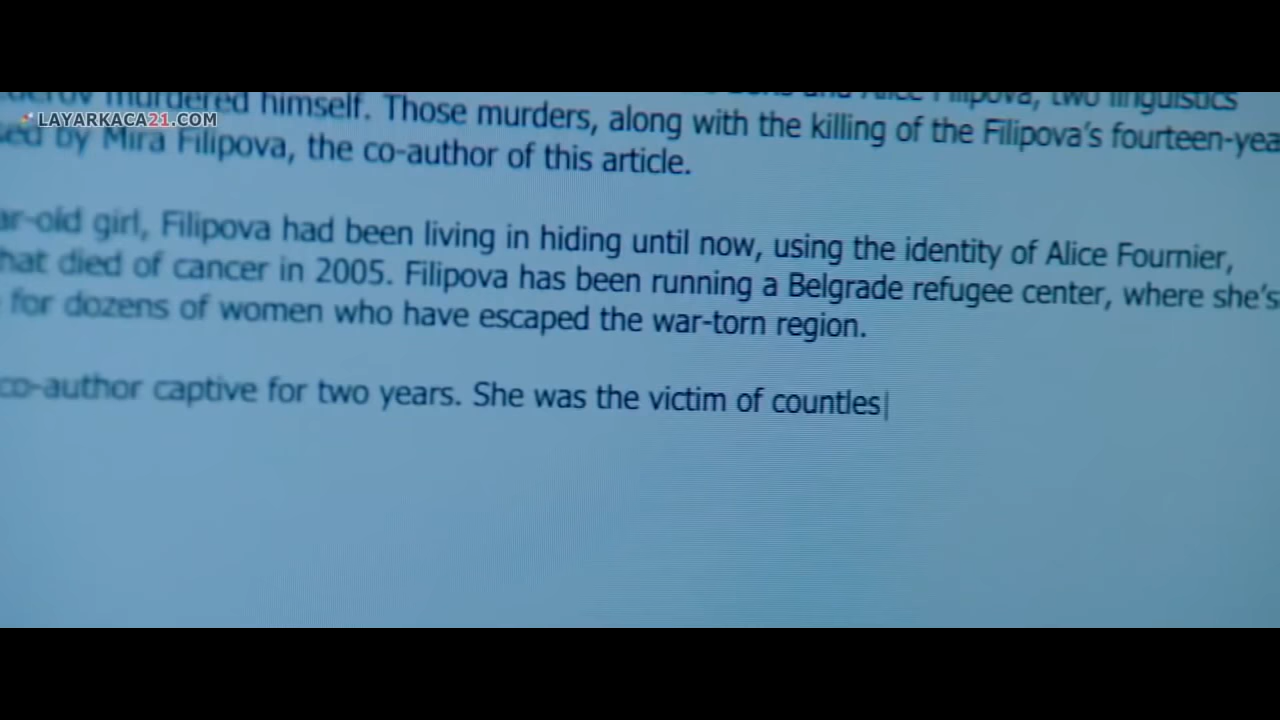 LAYARKACA21.COM
murdered himself. Those murders, along with the killing of the Filipova's fourteen-yea
by Mira Filipova, the co-author of this article.
ar-old girl, Filipova had been living in hiding until now, using the identity of Alice Fournier,
hat died of cancer in 2005. Filipova has been running a Belgrade refugee center, where she's
for dozens of women who have escaped the war-torn region.
co-author captive for two years. She was the victim of countles